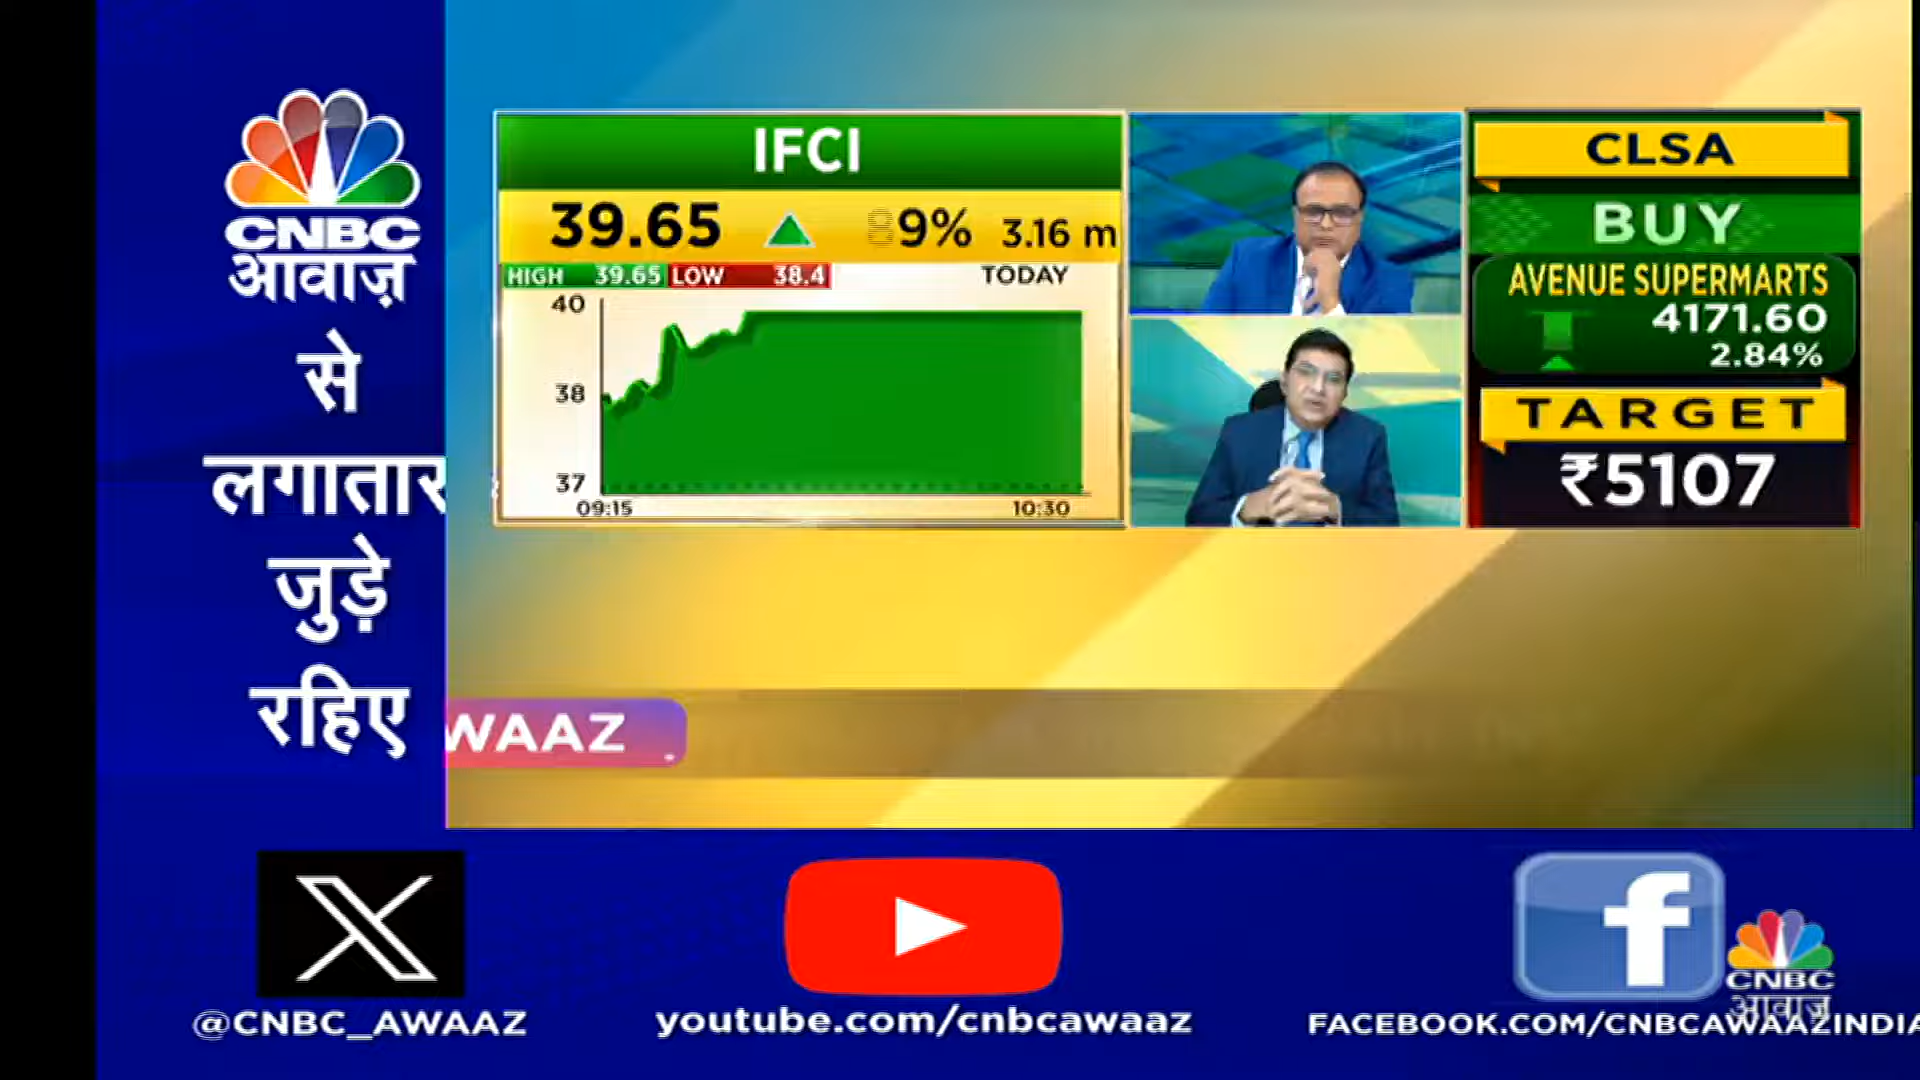 CNBC
आवाज़
से
लगातार
जुड़े
रहिए
IFCI
39.65 9% 3.16 m
HIGH 39.65 LOW 38.4 TODAY
40
38
37
09:15 10:30
CLSA
BUY
AVENUE SUPERMARTS
4171.60
2.84%
TARGET
₹5107
WAAZ
@CNBC_AWAAZ
youtube.com/cnbcawaaz
FACEBOOK.COM/CNBCAWAAZINDIA
CNBC
आवाज़